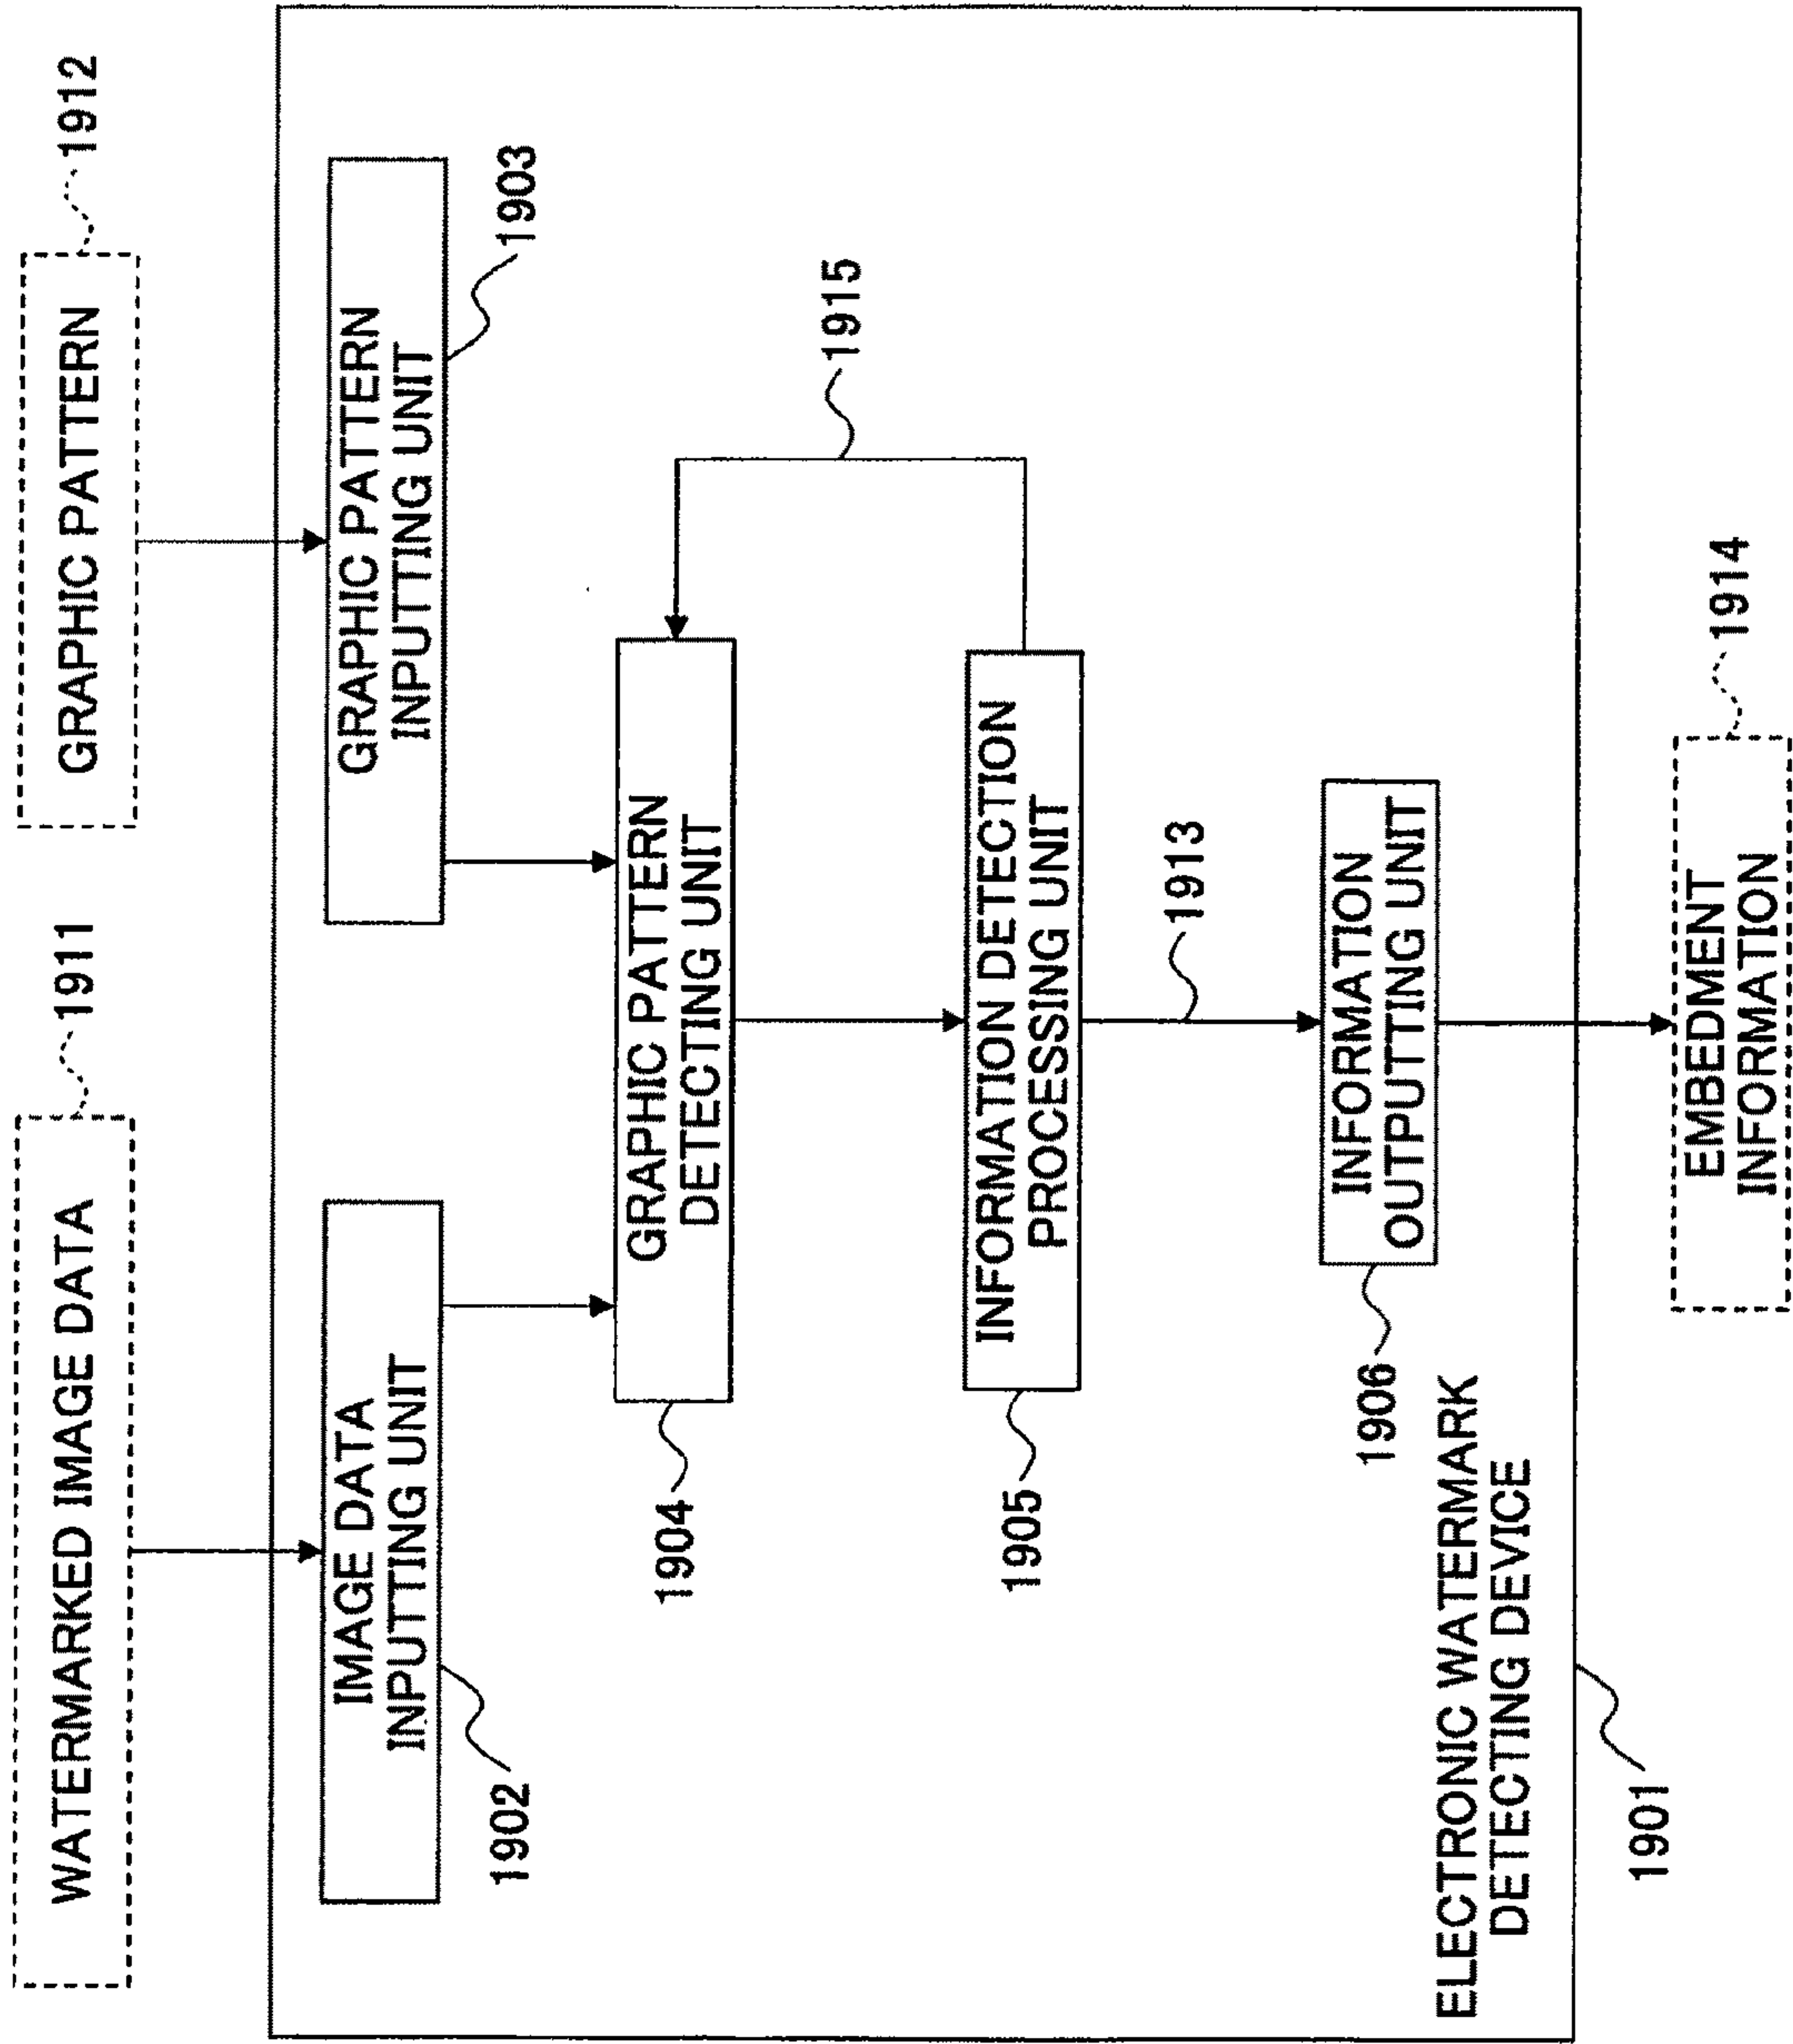 WATERMARKED IMAGE DATA
1911
GRAPHIC PATTERN
1912
IMAGE DATA
INPUTTING UNIT
1902
GRAPHIC PATTERN
INPUTTING UNIT
1903
GRAPHIC PATTERN
DETECTING UNIT
1904
1915
INFORMATION DETECTION
PROCESSING UNIT
1905
1913
INFORMATION
OUTPUTTING UNIT
1906
ELECTRONIC WATERMARK
DETECTING DEVICE
1901
EMBEDMENT
INFORMATION
1914